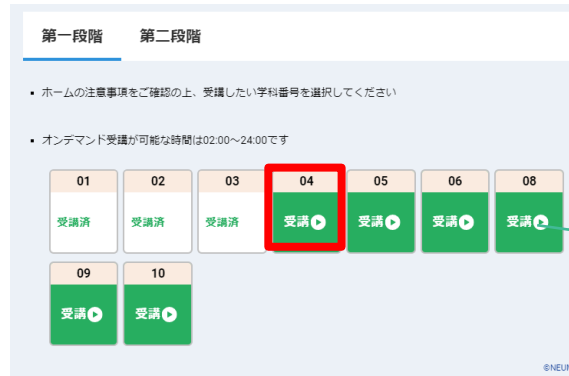 第一段階 第二段階
▪ ホームの注意事項をご確認の上、受講したい学科番号を選択してください
▪ オンデマンド受講が可能な時間は02:00～24:00です
01 02 03 04 05 06 08
受講済 受講済 受講済 受講 受講 受講 受講
09 10
受講 受講
©NEU